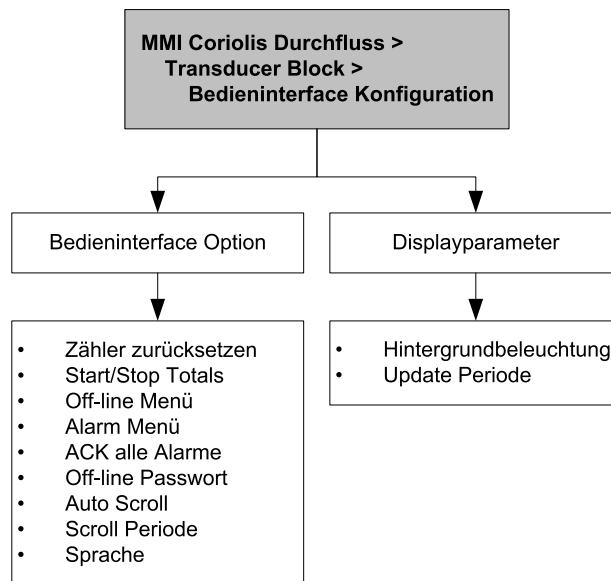 MMI Coriolis Durchfluss >
Transducer Block >
Bedieninterface Konfiguration
Bedieninterface Option
Displayparameter
• Zähler zurücksetzen
• Start/Stop Totals
• Off-line Menü
• Alarm Menü
• ACK alle Alarme
• Off-line Passwort
• Auto Scroll
• Scroll Periode
• Sprache
• Hintergrundbeleuchtung
• Update Periode